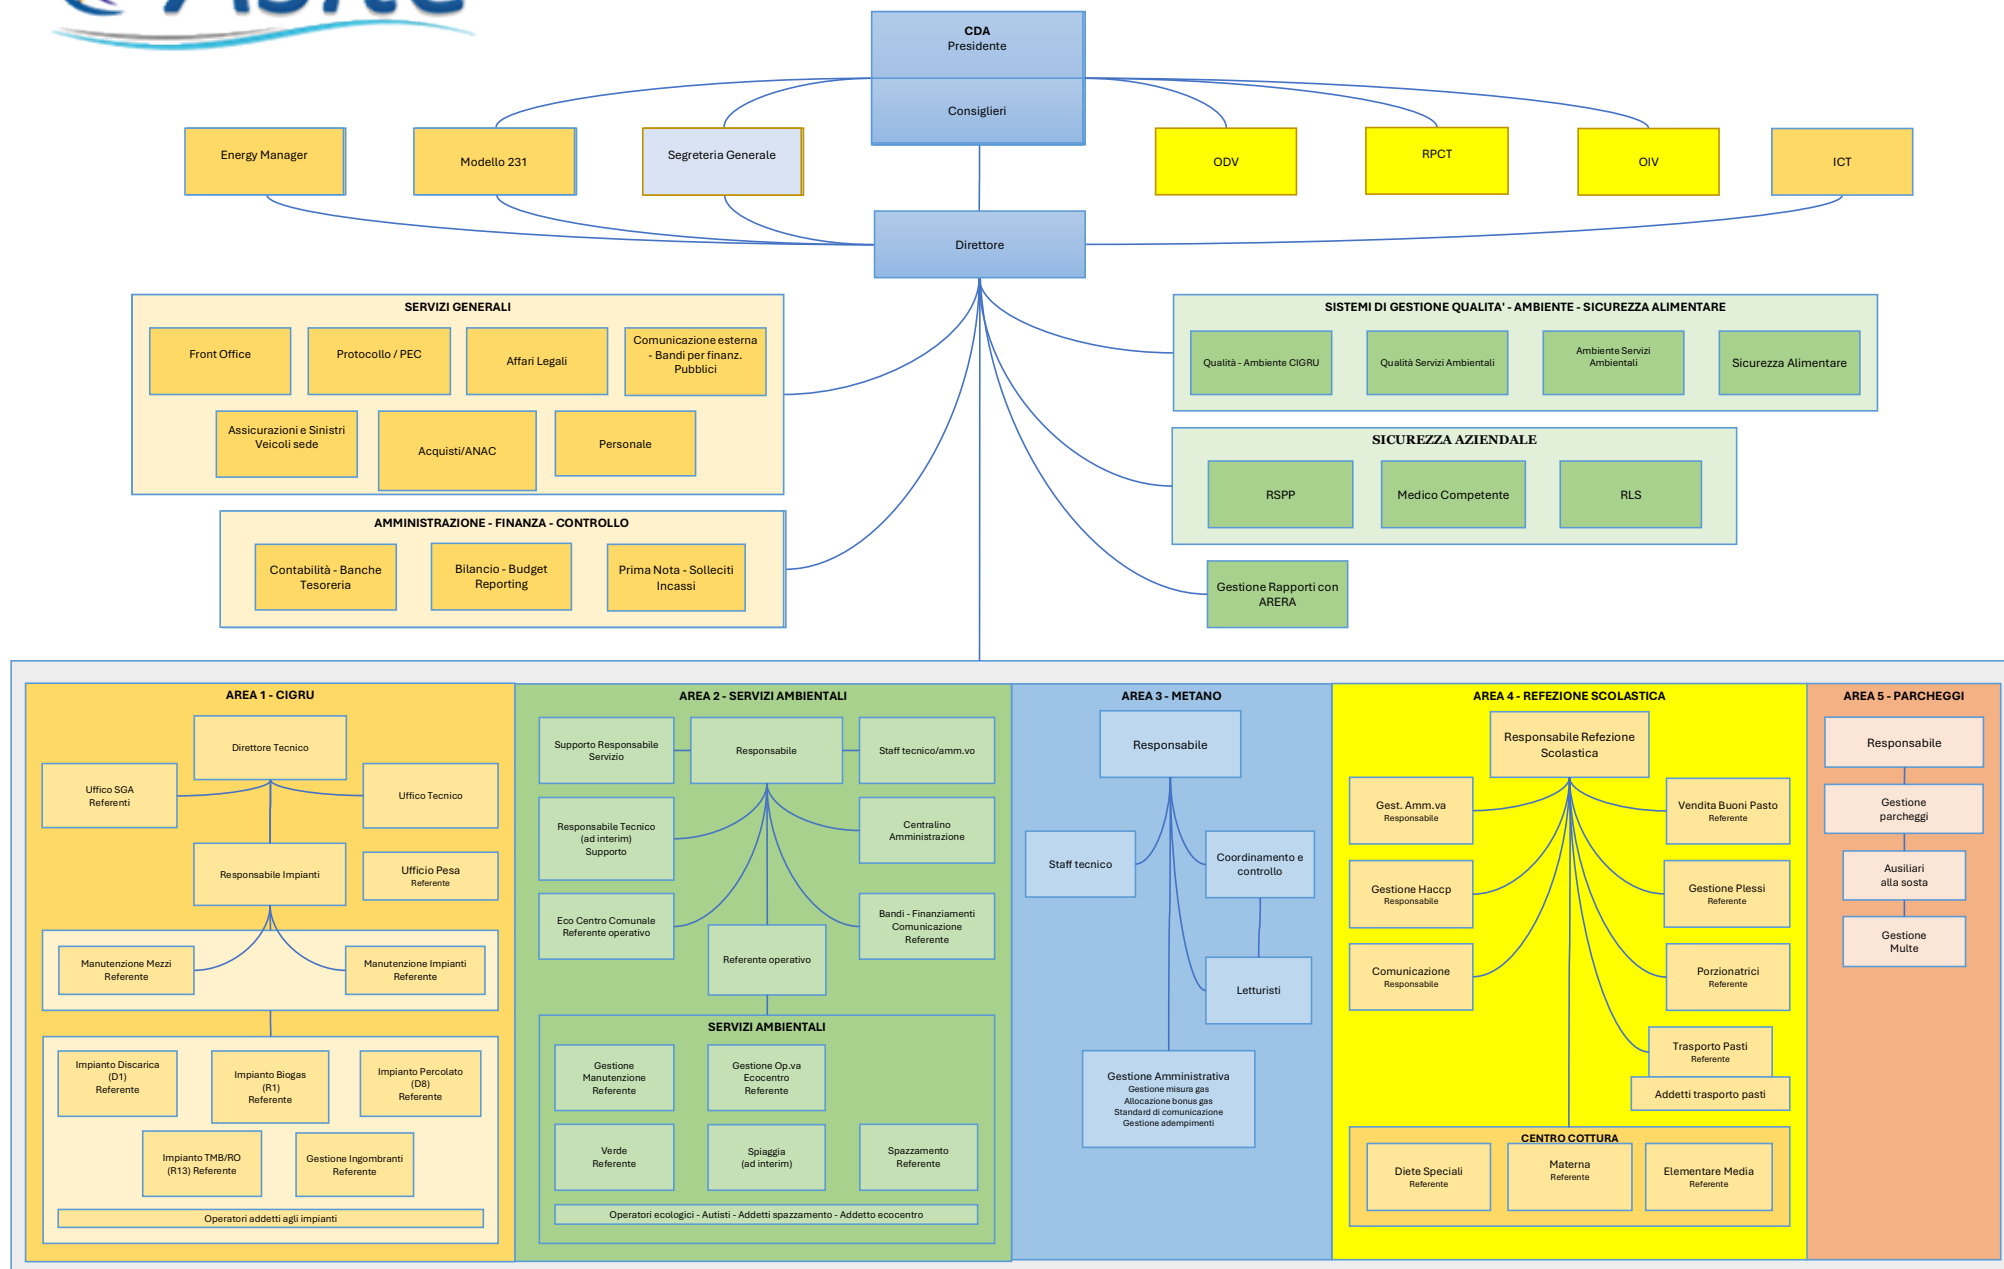 CDA
Presidente
Consiglieri
Energy Manager
Modello 231
Segreteria Generale
ODV
RPCT
OIV
ICT
Direttore
SERVIZI GENERALI
Front Office
Protocollo / PEC
Affari Legali
Comunicazione esterna
- Bandi per finanz.
Pubblici
Assicurazioni e Sinistri
Veicoli sede
Acquisti/ANAC
Personale
SISTEMI DI GESTIONE QUALITA' - AMBIENTE - SICUREZZA ALIMENTARE
Qualità - Ambiente CIGRU
Qualità Servizi Ambientali
Ambiente Servizi
Ambientali
Sicurezza Alimentare
SICUREZZA AZIENDALE
RSPP
Medico Competente
RLS
AMMINISTRAZIONE - FINANZA - CONTROLLO
Contabilità - Banche
Tesoreria
Bilancio - Budget
Reporting
Prima Nota - Solleciti
Incassi
Gestione Rapporti con
ARERA
AREA 1 - CIGRU
Direttore Tecnico
Uffico SGA
Referenti
Uffico Tecnico
Responsabile Impianti
Ufficio Pesa
Referente
Manutenzione Mezzi
Referente
Manutenzione Impianti
Referente
Impianto Discarica
(D1)
Referente
Impianto Biogas
(R1)
Referente
Impianto Percolato
(D8)
Referente
Impianto TMB/RO
(R13) Referente
Gestione Ingombranti
Referente
Operatori addetti agli impianti
AREA 2 - SERVIZI AMBIENTALI
Supporto Responsabile
Servizio
Responsabile
Staff tecnico/amm.vo
Responsabile Tecnico
(ad interim)
Supporto
Centralino
Amministrazione
Eco Centro Comunale
Referente operativo
Referente operativo
Bandi - Finanziamenti
Comunicazione
Referente
SERVIZI AMBIENTALI
Gestione
Manutenzione
Referente
Gestione Op.va
Ecocentro
Referente
Verde
Referente
Spiaggia
(ad interim)
Spazzamento
Referente
Operatori ecologici - Autisti - Addetti spazzamento - Addetto ecocentro
AREA 3 - METANO
Responsabile
Staff tecnico
Coordinamento e
controllo
Letturisti
Gestione Amministrativa
Gestione misura gas
Allocazione bonus gas
Standard di comunicazione
Gestione adempimenti
AREA 4 - REFEZIONE SCOLASTICA
Responsabile Refezione
Scolastica
Gest. Amm.va
Responsabile
Vendita Buoni Pasto
Referente
Gestione Haccp
Responsabile
Gestione Plessi
Referente
Comunicazione
Responsabile
Porzionatrici
Referente
Trasporto Pasti
Referente
Addetti trasporto pasti
CENTRO COTTURA
Diete Speciali
Referente
Materna
Referente
Elementare Media
Referente
AREA 5 - PARCHEGGI
Responsabile
Gestione
parcheggi
Ausiliari
alla sosta
Gestione
Multe